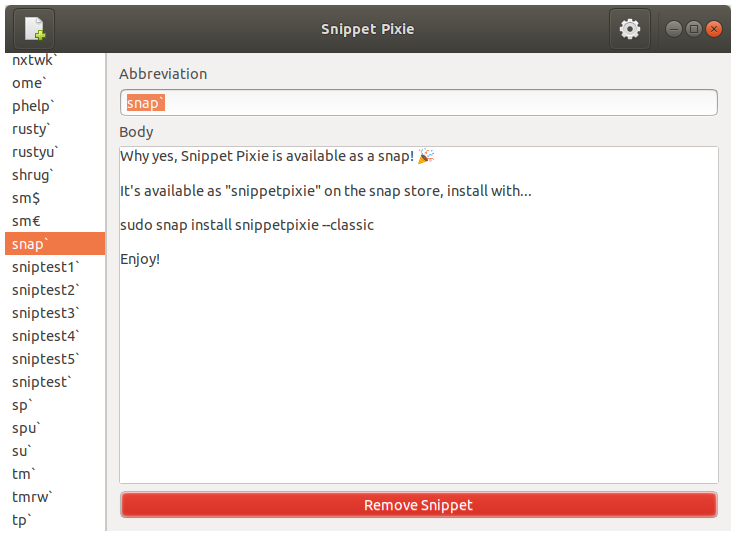 Snippet Pixie
nxtwk`
ome`
phelp`
rusty`
rustyu`
shrug`
sm$
sm€
snap`
sniptest1`
sniptest2`
sniptest3`
sniptest4`
sniptest5`
sniptest`
sp`
spu`
su`
tm`
tmrw`
tp`
Abbreviation
snap`
Body
Why yes, Snippet Pixie is available as a snap! 🎉
It's available as "snippetpixie" on the snap store, install with...
sudo snap install snippetpixie --classic
Enjoy!
Remove Snippet